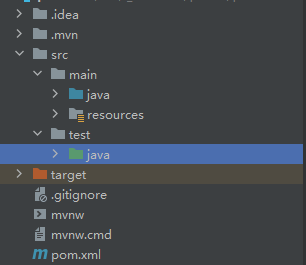 .idea
.mvn
src
main
java
resources
test
java
target
.gitignore
mvnw
mvnw.cmd
pom.xml